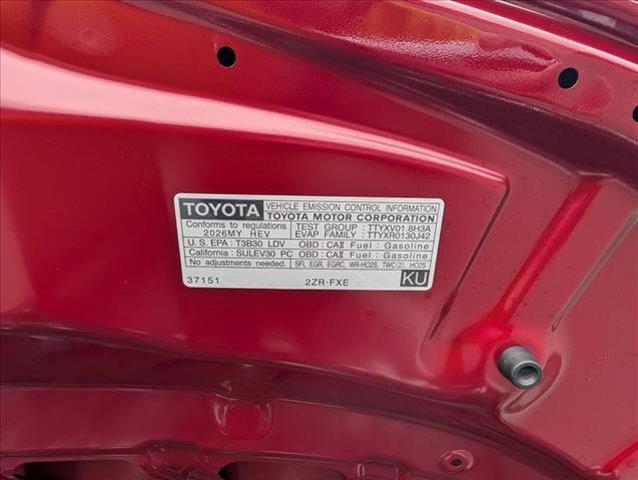 TOYOTA VEHICLE EMISSION CONTROL INFORMATION
TOYOTA MOTOR CORPORATION
Conforms to regulations TEST GROUP : TTYXV01.8H3A
2026MY HEV EVAP FAMILY : TTYXR0130J42
U.S. EPA : T3B30 LDV OBD : CAII Fuel : Gasoline
California : SULEV30 PC OBD : CAII Fuel : Gasoline
No adjustments needed. SFI, EGR, EGRC, WR-HO2S, TWC(2), HO2S
37151 2ZR-FXE KU